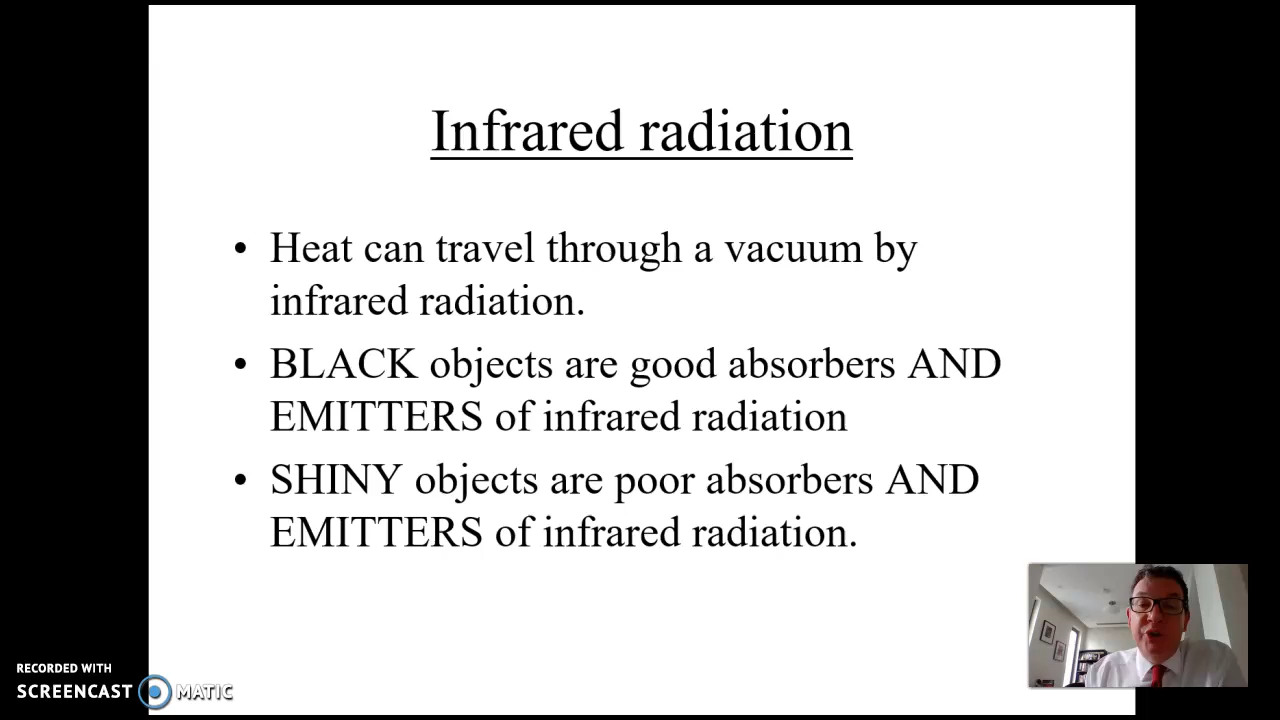 Infrared radiation
• Heat can travel through a vacuum by
infrared radiation.
• BLACK objects are good absorbers AND
EMITTERS of infrared radiation
• SHINY objects are poor absorbers AND
EMITTERS of infrared radiation.
RECORDED WITH
SCREENCAST MATIC